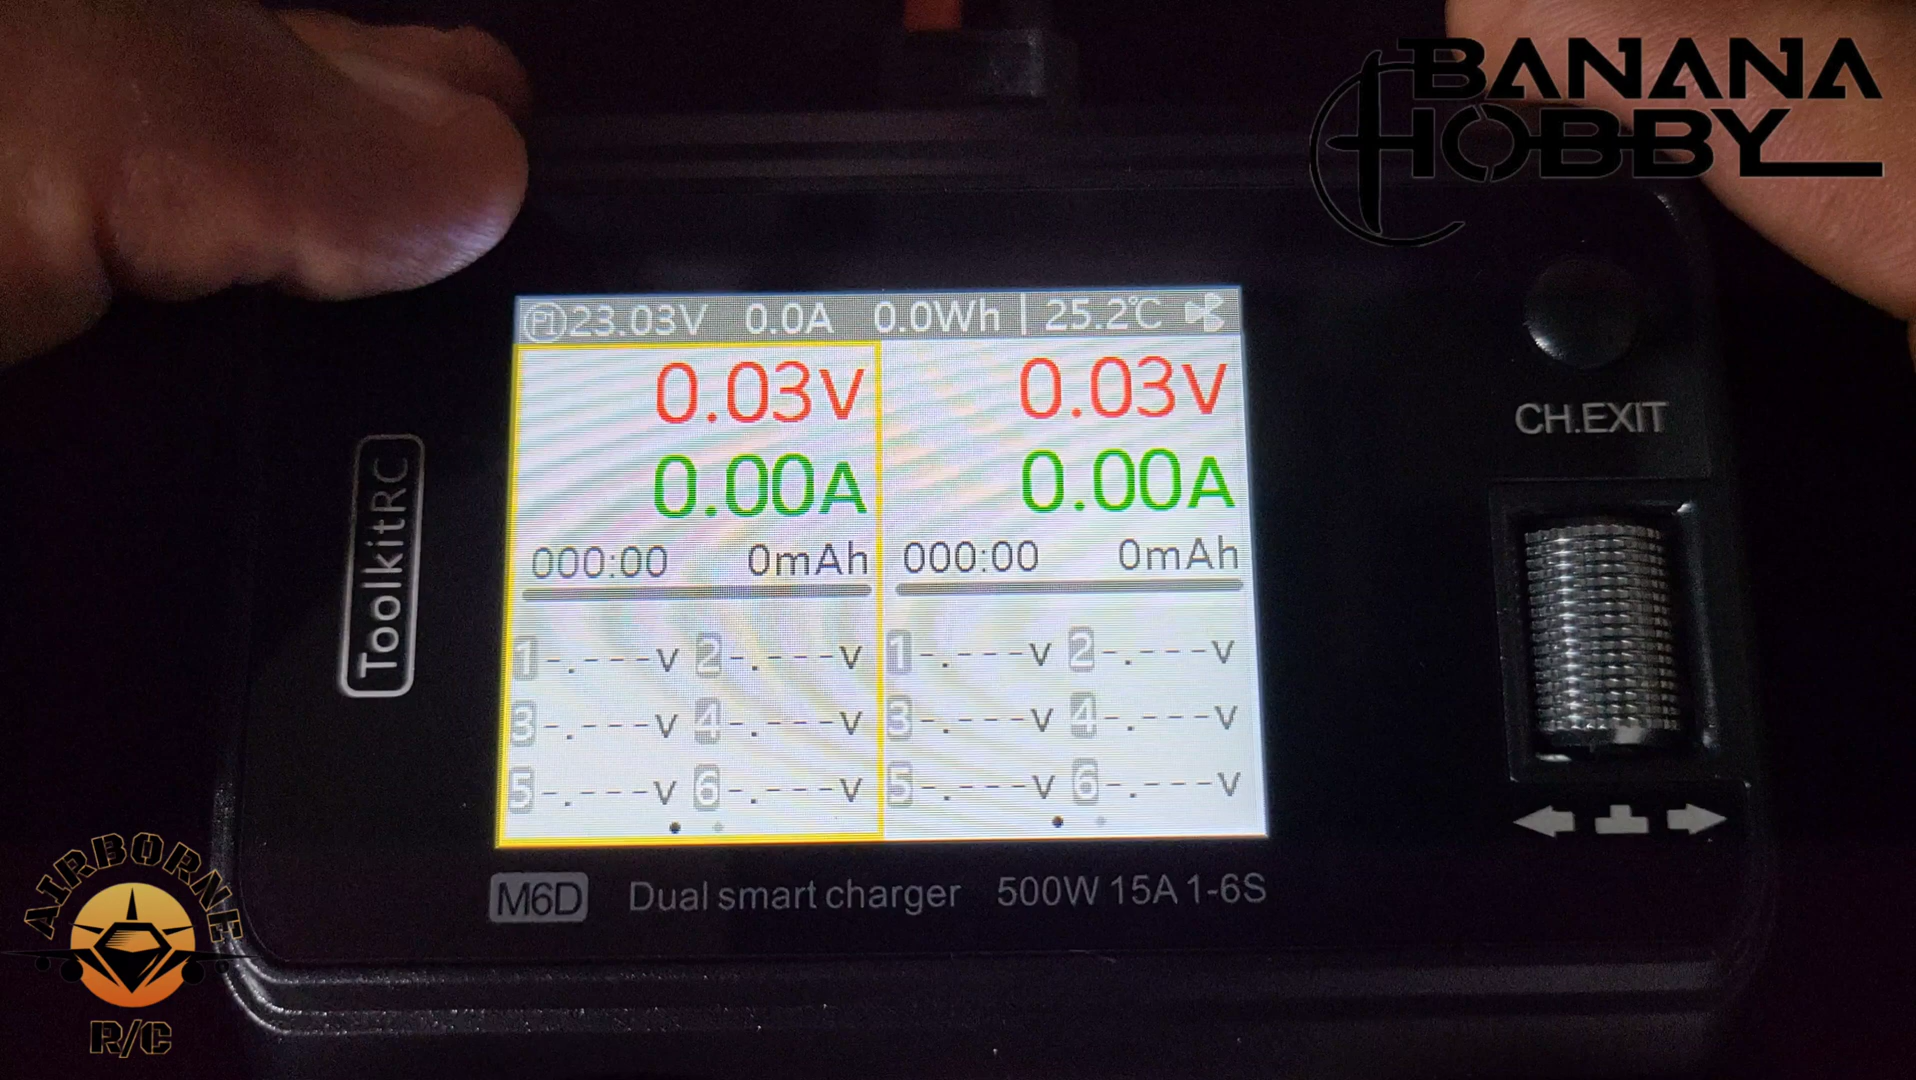 BANANA
HOBBY
P1 23.03V 0.0A 0.0Wh | 25.2℃
0.03V 0.03V
0.00A 0.00A
000:00 0mAh 000:00 0mAh
1 -.---V 2 -.---V 1 -.---V 2 -.---V
3 -.---V 4 -.---V 3 -.---V 4 -.---V
5 -.---V 6 -.---V 5 -.---V 6 -.---V
CH.EXIT
ToolkitRC
M6D Dual smart charger 500W 15A 1-6S
AIRBORNE
R/C